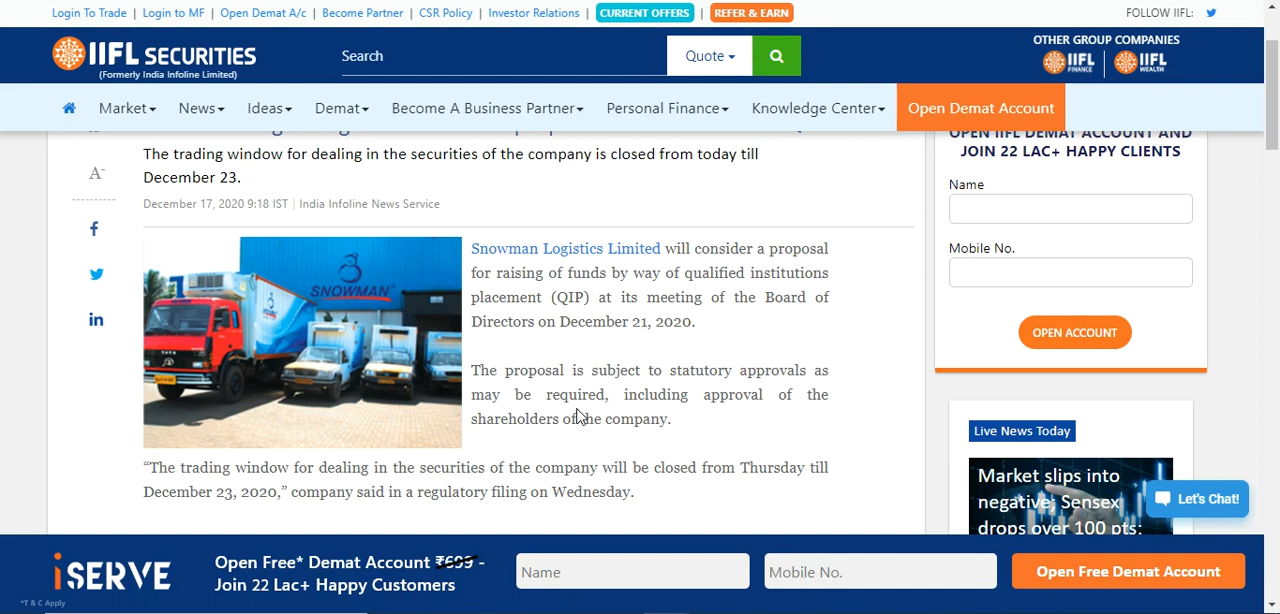 Login To Trade | Login to MF | Open Demat A/c | Become Partner | CSR Policy | Investor Relations | CURRENT OFFERS | REFER & EARN
FOLLOW IIFL:
IIFL SECURITIES
(Formerly India Infoline Limited)
Search
Quote
OTHER GROUP COMPANIES
IIFL FINANCE
IIFL WEALTH
Market
News
Ideas
Demat
Become A Business Partner
Personal Finance
Knowledge Center
Open Demat Account
A-
The trading window for dealing in the securities of the company is closed from today till
December 23.
December 17, 2020 9:18 IST | India Infoline News Service
SNOWMAN
TATA
Snowman Logistics Limited will consider a proposal
for raising of funds by way of qualified institutions
placement (QIP) at its meeting of the Board of
Directors on December 21, 2020.
The proposal is subject to statutory approvals as
may be required, including approval of the
shareholders of the company.
“The trading window for dealing in the securities of the company will be closed from Thursday till
December 23, 2020,” company said in a regulatory filing on Wednesday.
OPEN IIFL DEMAT ACCOUNT AND
JOIN 22 LAC+ HAPPY CLIENTS
Name
Mobile No.
OPEN ACCOUNT
Live News Today
Market slips into
negative; Sensex
drops over 100 pts;
Let's Chat!
iSERVE
*T & C Apply
Open Free* Demat Account ₹699 -
Join 22 Lac+ Happy Customers
Name
Mobile No.
Open Free Demat Account